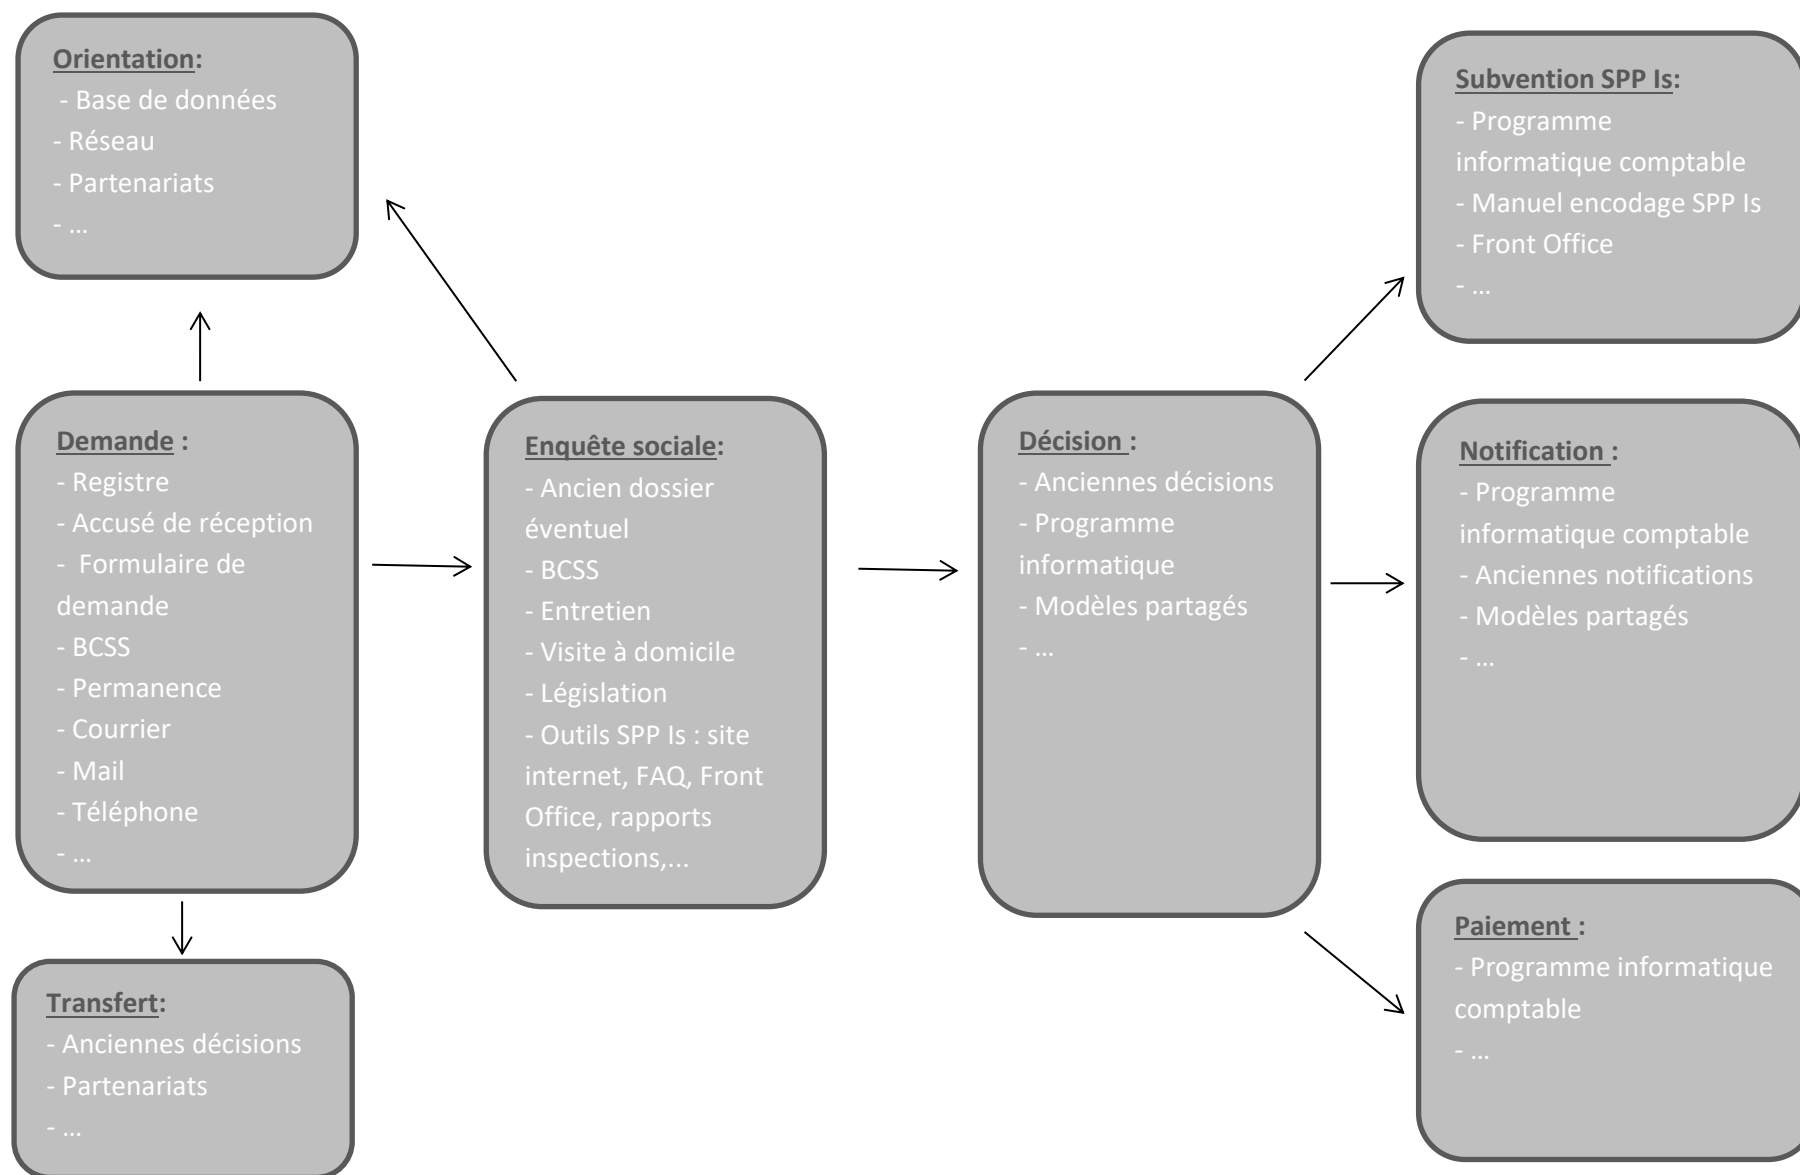 Orientation:
- Base de données
- Réseau
- Partenariats
- ...
Demande :
- Registre
- Accusé de réception
- Formulaire de
demande
- BCSS
- Permanence
- Courrier
- Mail
- Téléphone
- ...
Transfert:
- Anciennes décisions
- Partenariats
- ...
Enquête sociale:
- Ancien dossier
éventuel
- BCSS
- Entretien
- Visite à domicile
- Législation
- Outils SPP Is : site
internet, FAQ, Front
Office, rapports
inspections,...
Décision :
- Anciennes décisions
- Programme
informatique
- Modèles partagés
- ...
Subvention SPP Is:
- Programme
informatique comptable
- Manuel encodage SPP Is
- Front Office
- ...
Notification :
- Programme
informatique comptable
- Anciennes notifications
- Modèles partagés
- ...
Paiement :
- Programme informatique
comptable
- ...